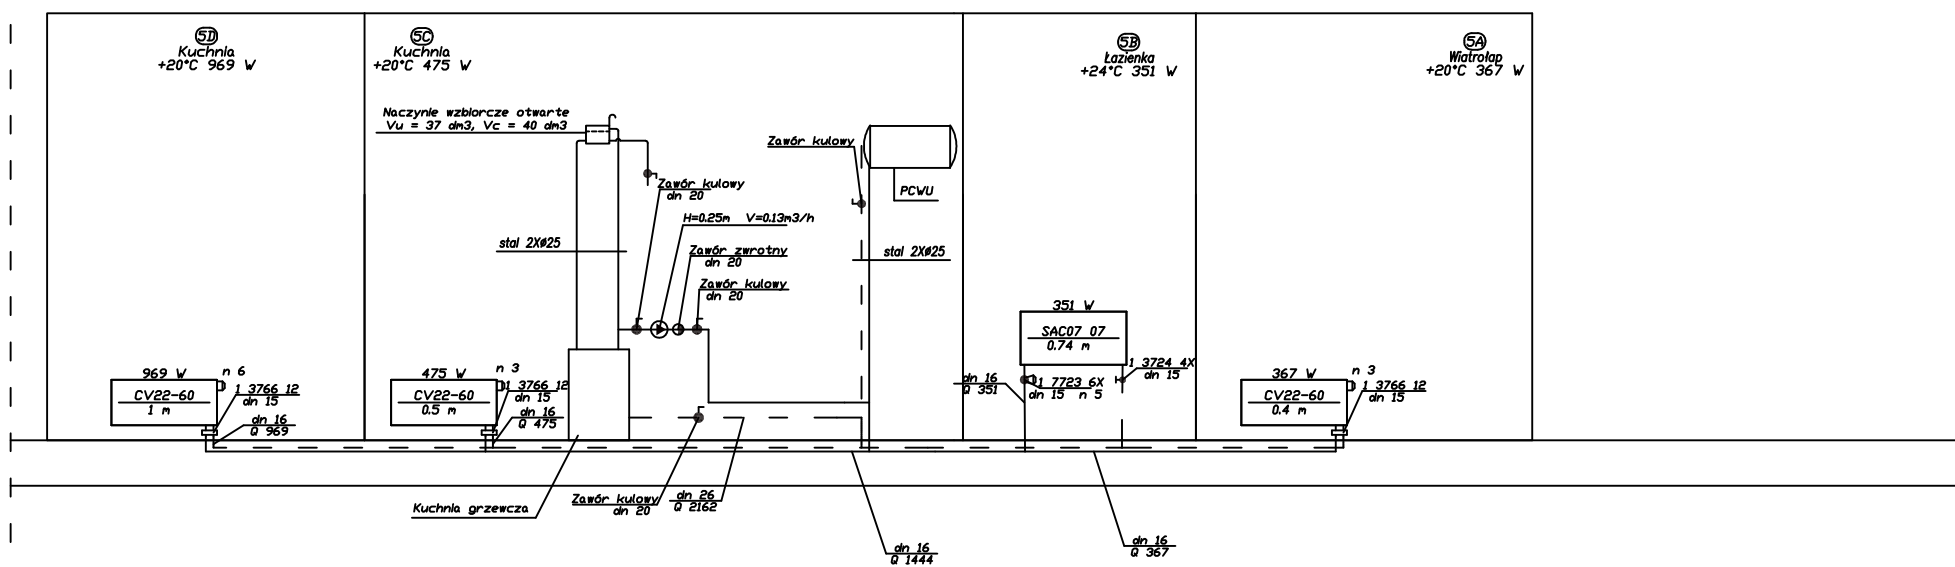 5D
Kuchnia
+20°C 969 W
5C
Kuchnia
+20°C 475 W
5B
Łazienka
+24°C 351 W
5A
Wiatrołap
+20°C 367 W
Naczynie wzbiorcze otwarte
Vu = 37 dm3, Vc = 40 dm3
Zawór kulowy
PCWU
Zawór kulowy
dn 20
H=0.25m V=0.13m3/h
stal 2XØ25
Zawór zwrotny
dn 20
stal 2XØ25
Zawór kulowy
dn 20
351 W
SAC07 07
0.74 m
969 W
n 6
CV22-60
1 m
1 3766 12
dn 15
dn 16
Q 969
475 W
n 3
CV22-60
0.5 m
1 3766 12
dn 15
dn 16
Q 475
dn 16
Q 351
1 7723 6X
dn 15 n 5
1 3724 4X
dn 15
367 W
n 3
CV22-60
0.4 m
1 3766 12
dn 15
Kuchnia grzewcza
Zawór kulowy
dn 20
dn 26
Q 2162
dn 16
Q 1444
dn 16
Q 367